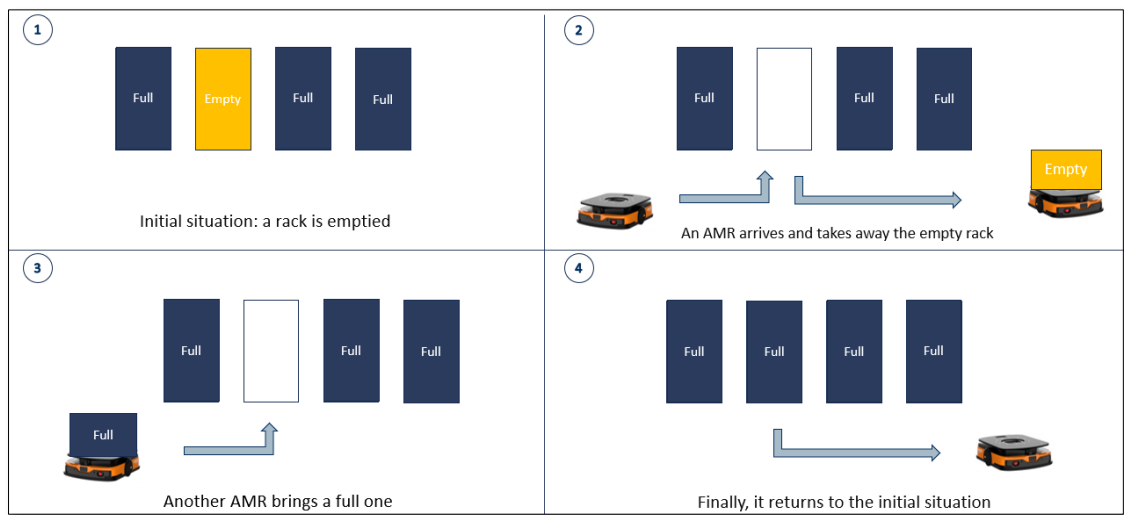 1
Full
Empty
Full
Full
Initial situation: a rack is emptied
2
Full
Full
Full
Empty
An AMR arrives and takes away the empty rack
3
Full
Full
Full
Full
Another AMR brings a full one
4
Full
Full
Full
Full
Finally, it returns to the initial situation